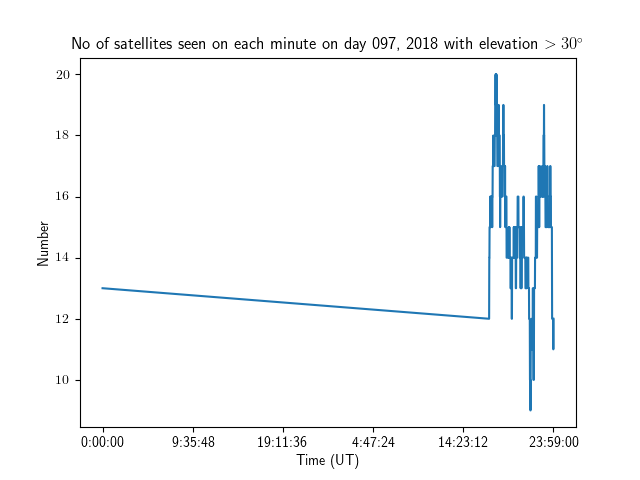 No of satellites seen on each minute on day 097, 2018 with elevation > 30°
20
18
16
14
12
10
Number
0:00:00 9:35:48 19:11:36 4:47:24 14:23:12 23:59:00
Time (UT)